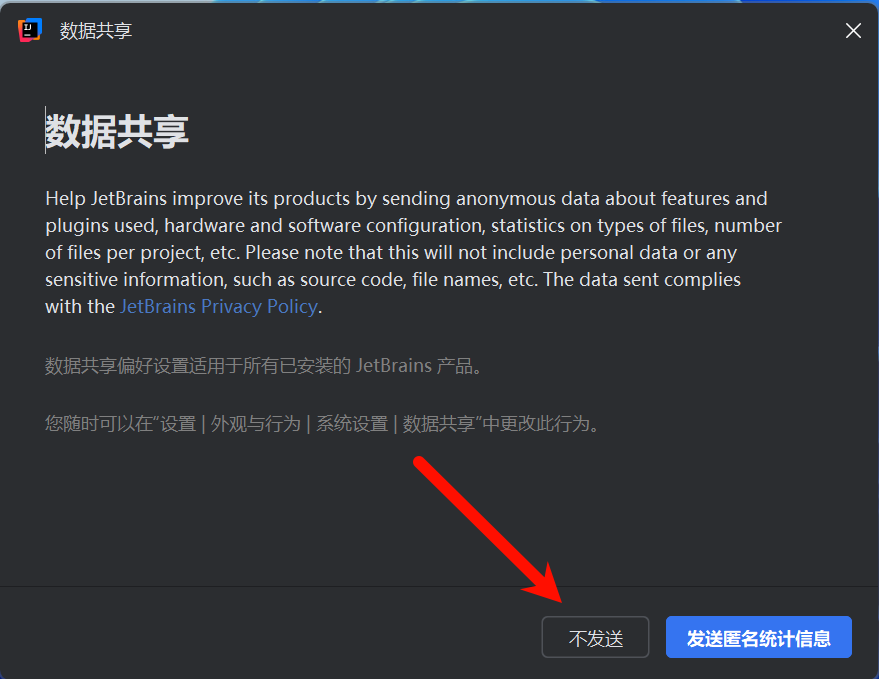 IJ
数据共享
数据共享
Help JetBrains improve its products by sending anonymous data about features and
plugins used, hardware and software configuration, statistics on types of files, number
of files per project, etc. Please note that this will not include personal data or any
sensitive information, such as source code, file names, etc. The data sent complies
with the JetBrains Privacy Policy.
数据共享偏好设置适用于所有已安装的 JetBrains 产品。
您随时可以在“设置 | 外观与行为 | 系统设置 | 数据共享”中更改此行为。
不发送
发送匿名统计信息